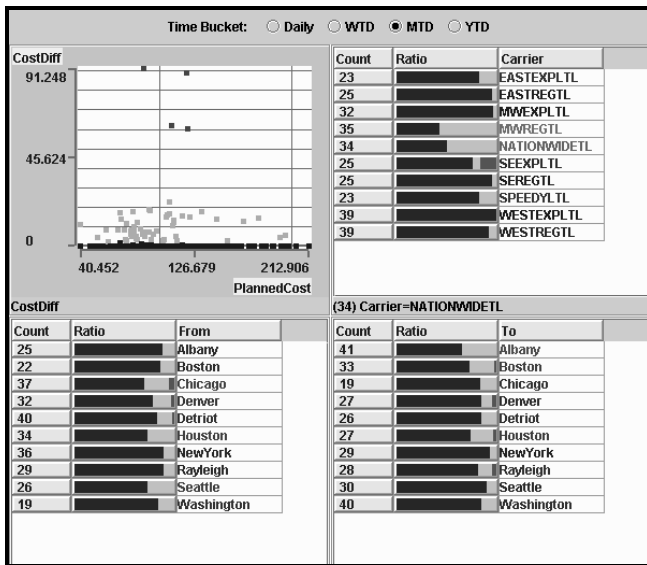 Time Bucket: Daily WTD MTD YTD
CostDiff
91.248
45.624
0
40.452 126.679 212.906
PlannedCost
Count Ratio Carrier
23 EASTEXPLTL
25 EASTREGTL
32 MWEXPLTL
35 MWREGTL
34 NATIONWIDETL
25 SEEXPLTL
25 SEREGTL
23 SPEEDYLTL
39 WESTEXPLTL
39 WESTREGTL
CostDiff
(34) Carrier=NATIONWIDETL
Count Ratio From
25 Albany
22 Boston
37 Chicago
32 Denver
40 Detriot
34 Houston
36 NewYork
29 Rayleigh
26 Seattle
19 Washington
Count Ratio To
41 Albany
33 Boston
19 Chicago
27 Denver
26 Detriot
27 Houston
29 NewYork
28 Rayleigh
30 Seattle
40 Washington